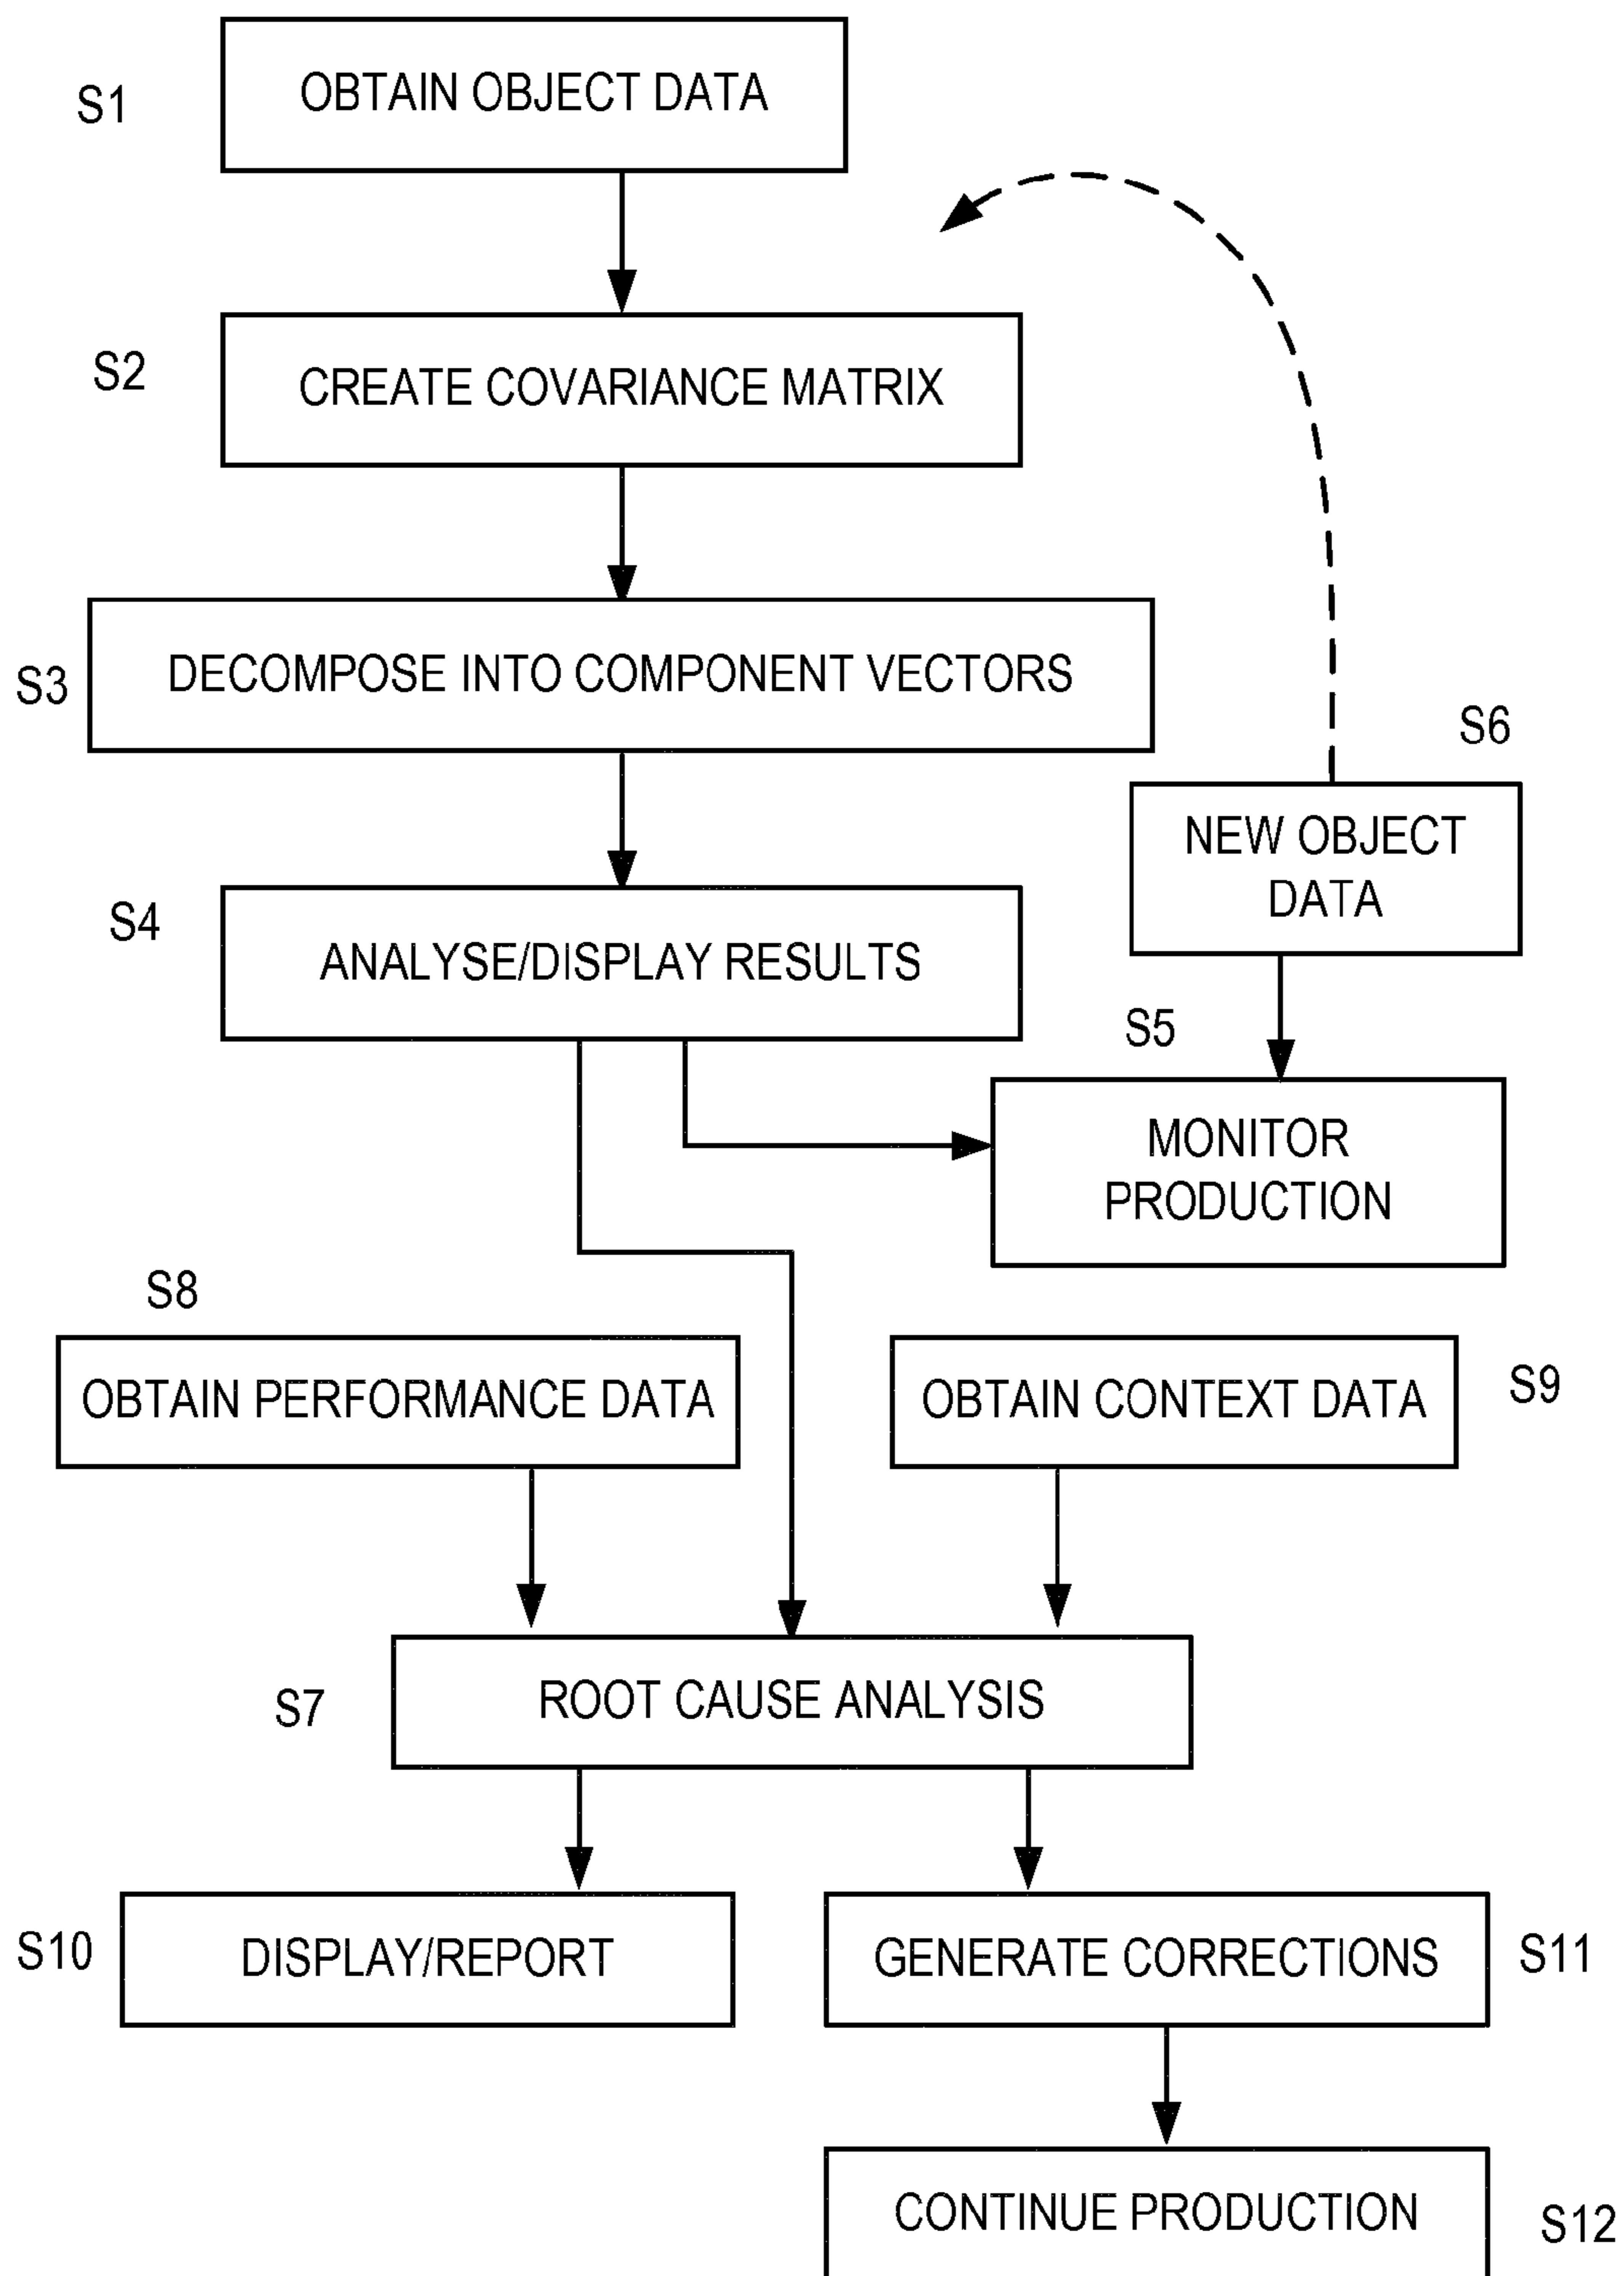 S1
OBTAIN OBJECT DATA
S2
CREATE COVARIANCE MATRIX
S3
DECOMPOSE INTO COMPONENT VECTORS
S6
NEW OBJECT
DATA
S4
ANALYSE/DISPLAY RESULTS
S5
MONITOR
PRODUCTION
S8
OBTAIN PERFORMANCE DATA
OBTAIN CONTEXT DATA
S9
S7
ROOT CAUSE ANALYSIS
S10
DISPLAY/REPORT
GENERATE CORRECTIONS
S11
CONTINUE PRODUCTION
S12